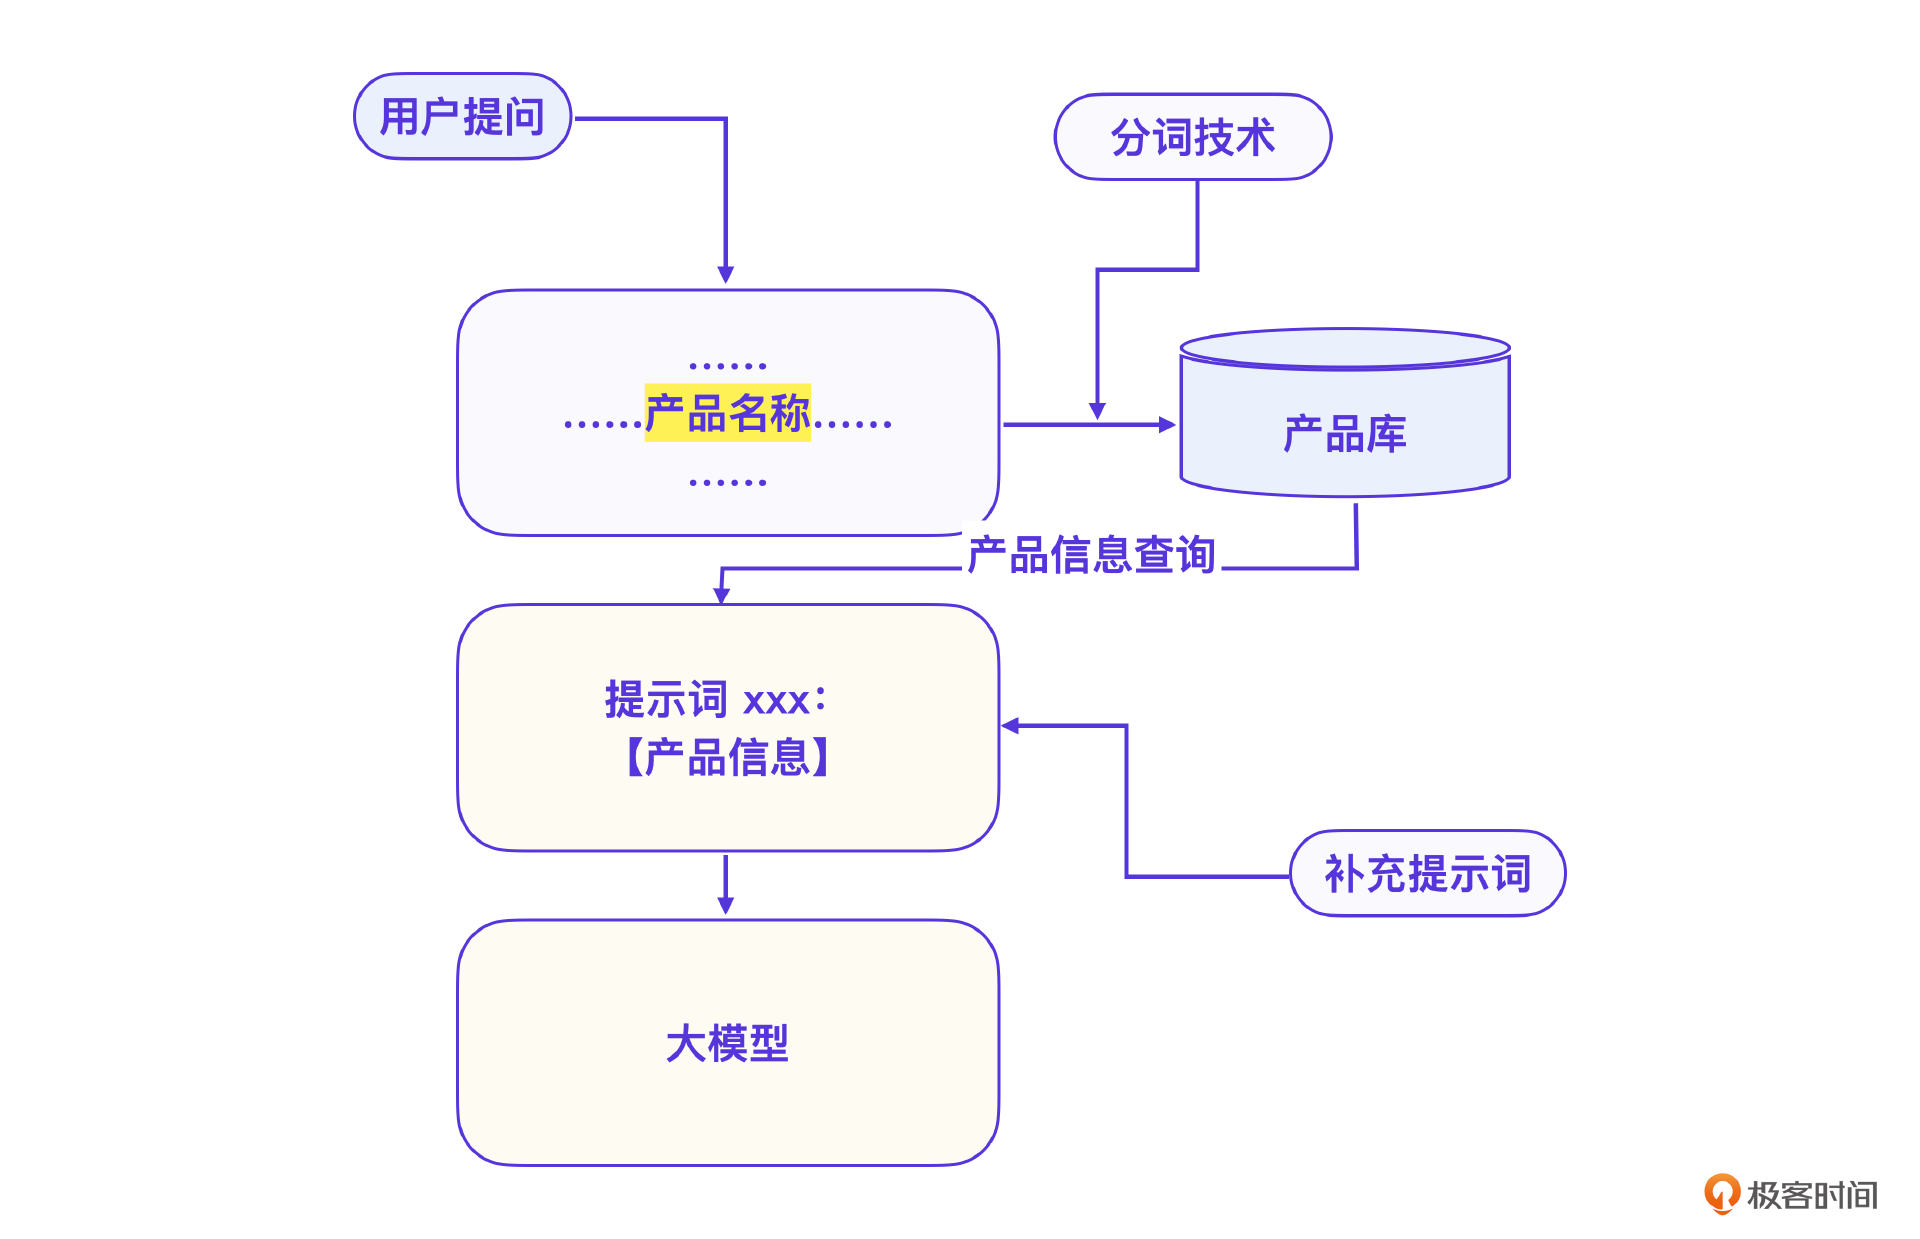 用户提问
分词技术
……
……产品名称……
……
产品库
产品信息查询
提示词 xxx：
【产品信息】
补充提示词
大模型
极客时间